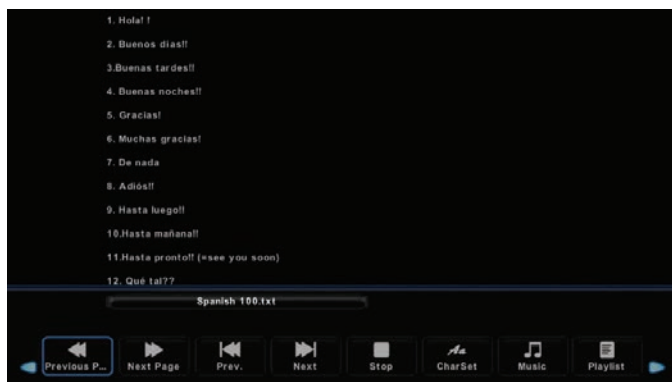 1. Hola! !
2. Buenos dias!!
3.Buenas tardes!!
4. Buenas noches!!
5. Gracias!
6. Muchas gracias!
7. De nada
8. Adiós!!
9. Hasta luego!!
10.Hasta mañana!!
11.Hasta pronto!! (=see you soon)
12. Qué tal??
Spanish 100.txt
Previous P... Next Page Prev. Next Stop CharSet Music Playlist